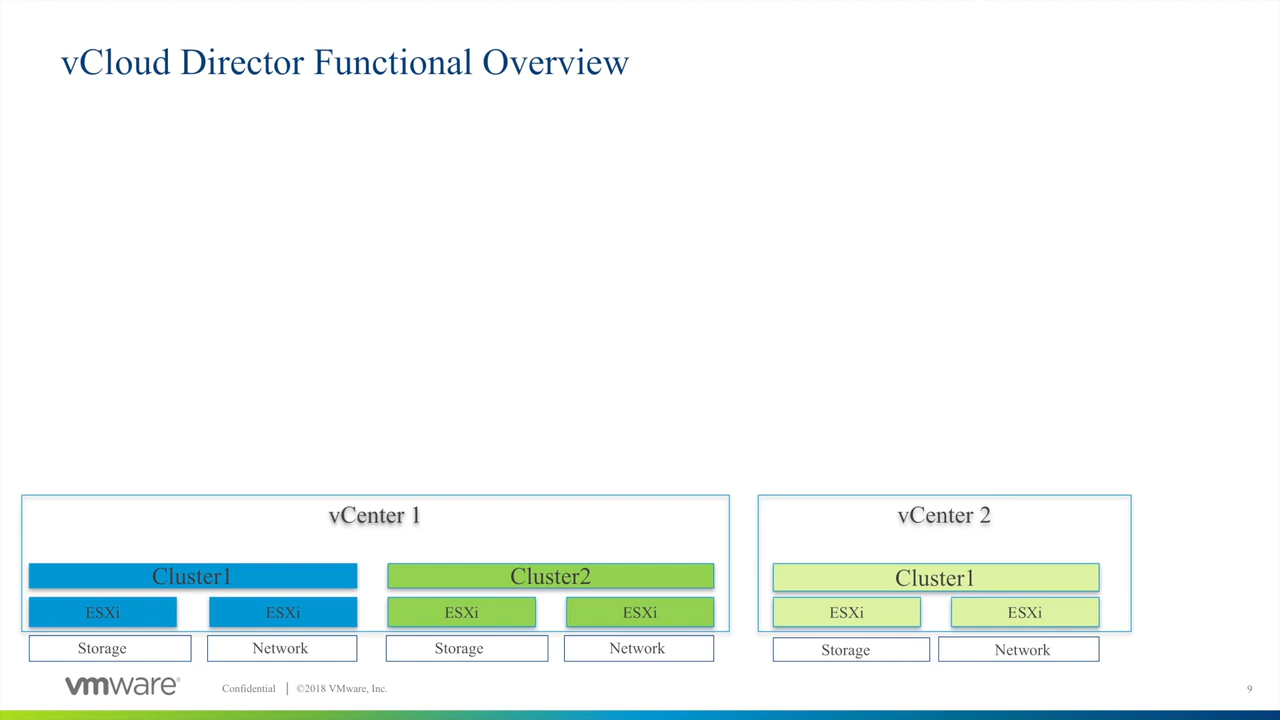 vCloud Director Functional Overview
vCenter 1
Cluster1
Cluster2
ESXi
ESXi
ESXi
ESXi
Storage
Network
Storage
Network
vCenter 2
Cluster1
ESXi
ESXi
Storage
Network
vmware®
Confidential | ©2018 VMware, Inc.
9